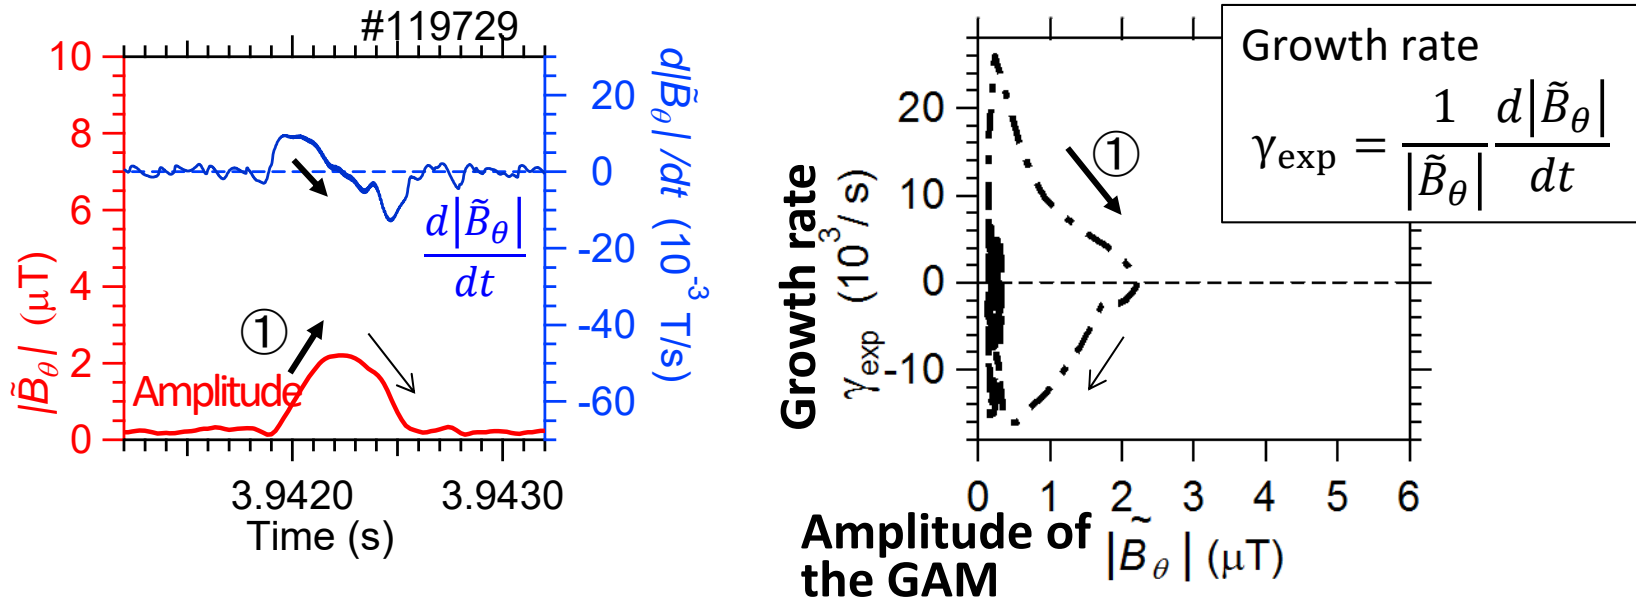 #119729
10
8
6
4
2
0
|B̃θ| (μT)
20
0
-20
-40
-60
d|B̃θ|/dt (10⁻³ T/s)
d|B̃θ|
dt
①
Amplitude
3.9420 3.9430
Time (s)
Growth rate
γexp = 1/|B̃θ| d|B̃θ|/dt
①
20
10
0
-10
Growth rate
γexp (10³/ s)
0 1 2 3 4 5 6
Amplitude of |B̃θ| (μT)
the GAM